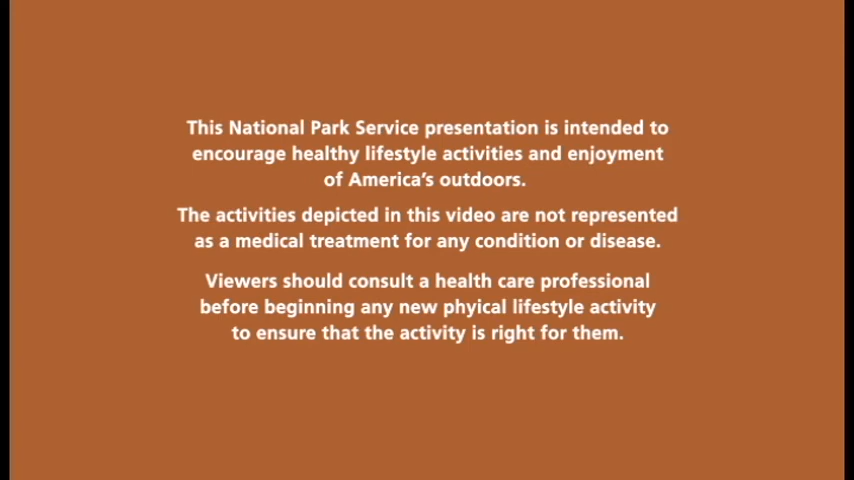 This National Park Service presentation is intended to
encourage healthy lifestyle activities and enjoyment
of America's outdoors.
The activities depicted in this video are not represented
as a medical treatment for any condition or disease.
Viewers should consult a health care professional
before beginning any new phyical lifestyle activity
to ensure that the activity is right for them.